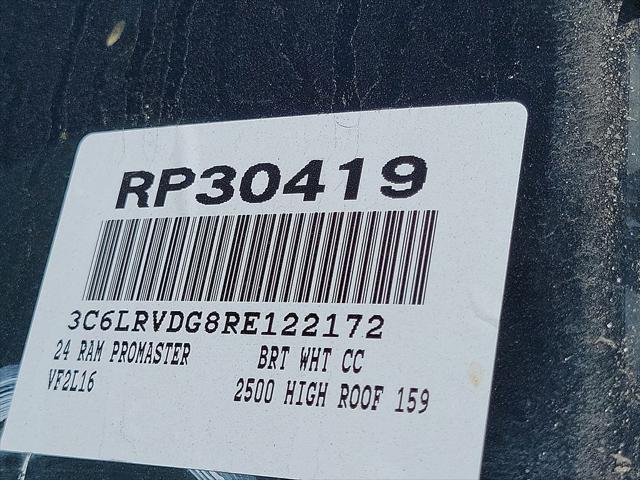 RP30419
3C6LRVDG8RE122172
24 RAM PROMASTER BRT WHT CC
VF2L16 2500 HIGH ROOF 159